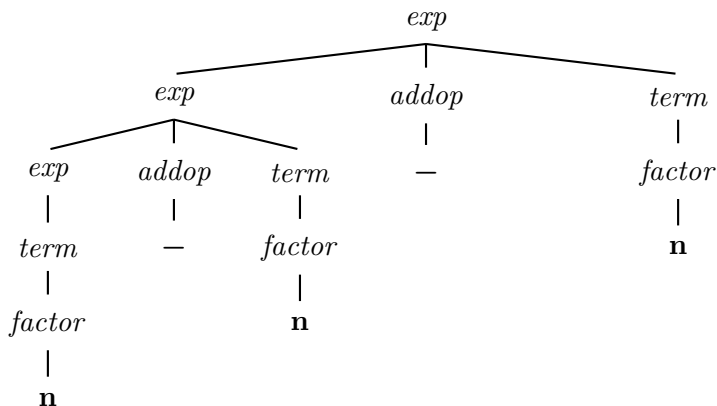 exp
exp addop term
exp addop term − factor
term − factor n
factor n
n